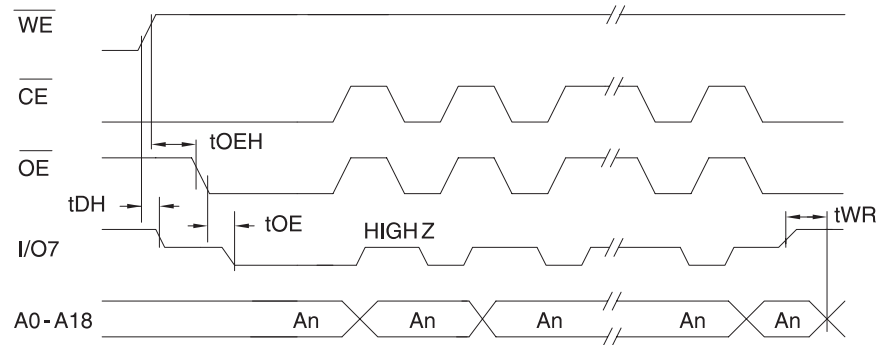 WE
CE
tOEH
OE
tDH
tOE
HIGH Z
tWR
I/O7
A0 - A18 An An An An An